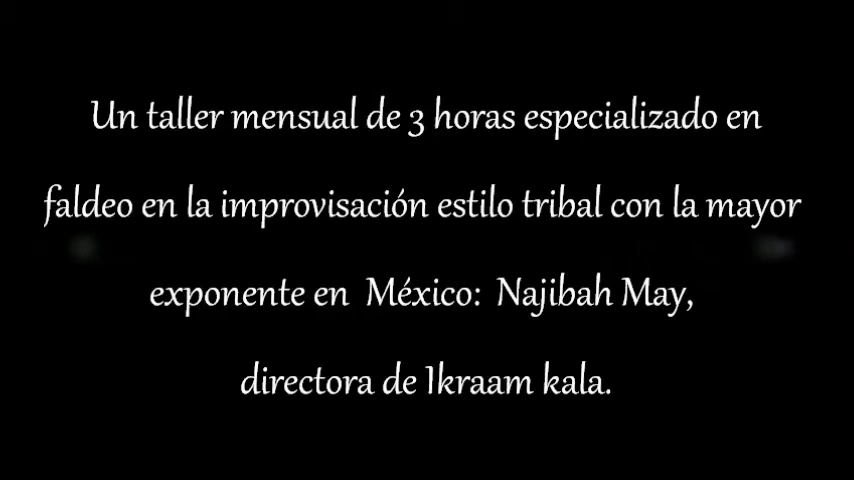 Un taller mensual de 3 horas especializado en
faldeo en la improvisación estilo tribal con la mayor
exponente en México: Najibah May,
directora de Ikraam kala.